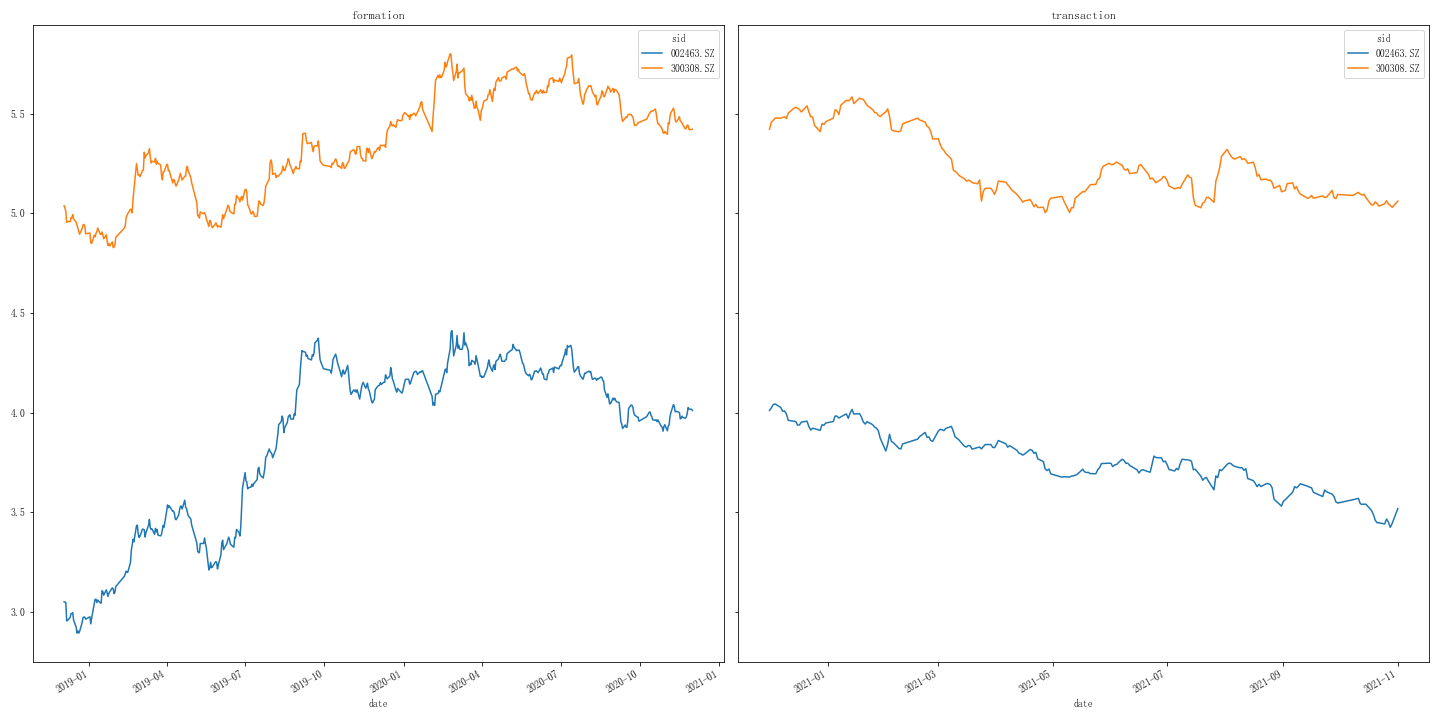 formation
sid
002463.SZ
300308.SZ
5.5
5.0
4.5
4.0
3.5
3.0
2019-01
2019-04
2019-07
2019-10
2020-01
2020-04
2020-07
2020-10
2021-01
date
transaction
sid
002463.SZ
300308.SZ
2021-01
2021-03
2021-05
2021-07
2021-09
2021-11
date